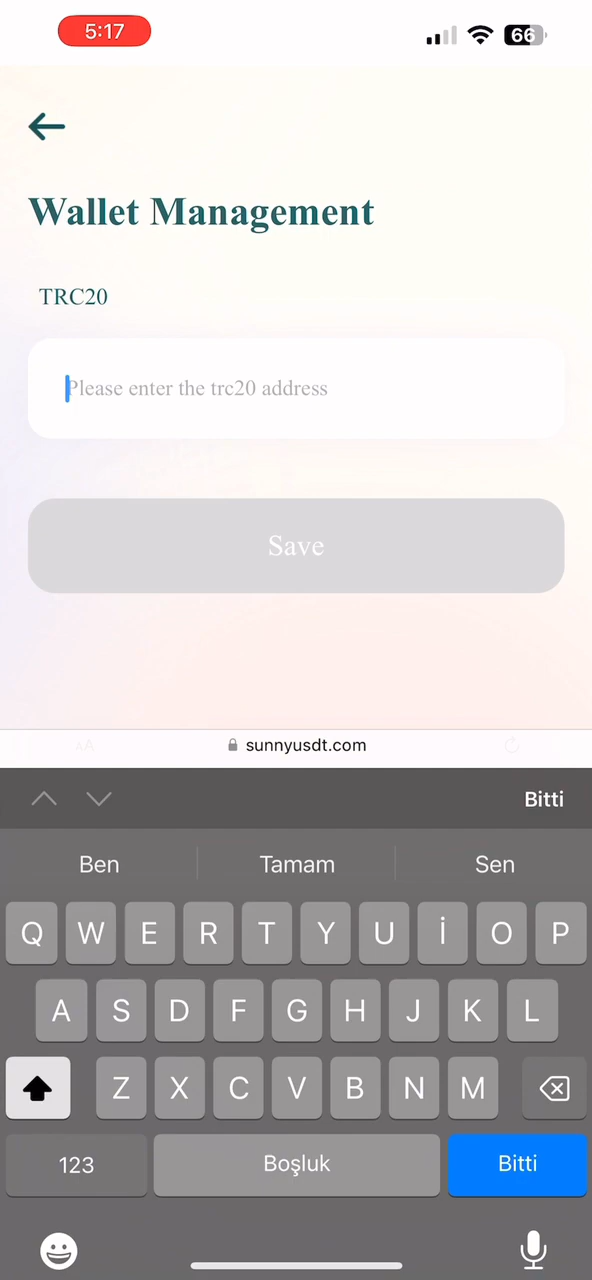 5:17
66
Wallet Management
TRC20
Please enter the trc20 address
Save
AA
sunnyusdt.com
Bitti
Ben Tamam Sen
Q W E R T Y U İ O P
A S D F G H J K L
Z X C V B N M
123 Boşluk Bitti